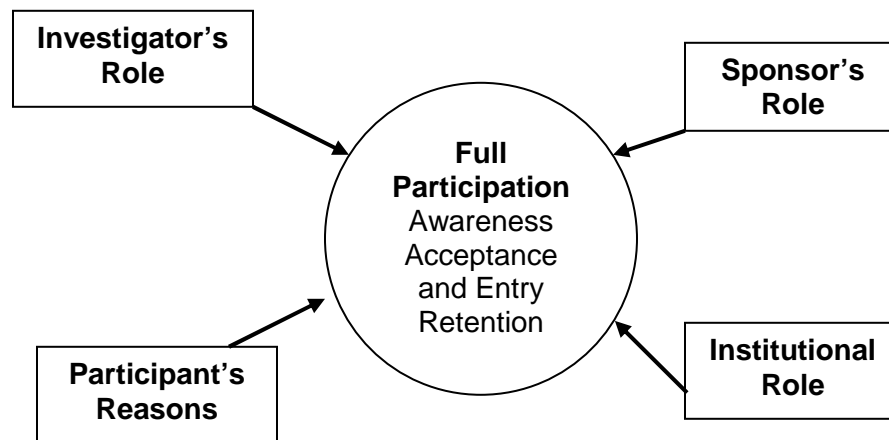 Investigator’s
Role
Sponsor’s
Role
Full
Participation
Awareness
Acceptance
and Entry
Retention
Participant’s
Reasons
Institutional
Role